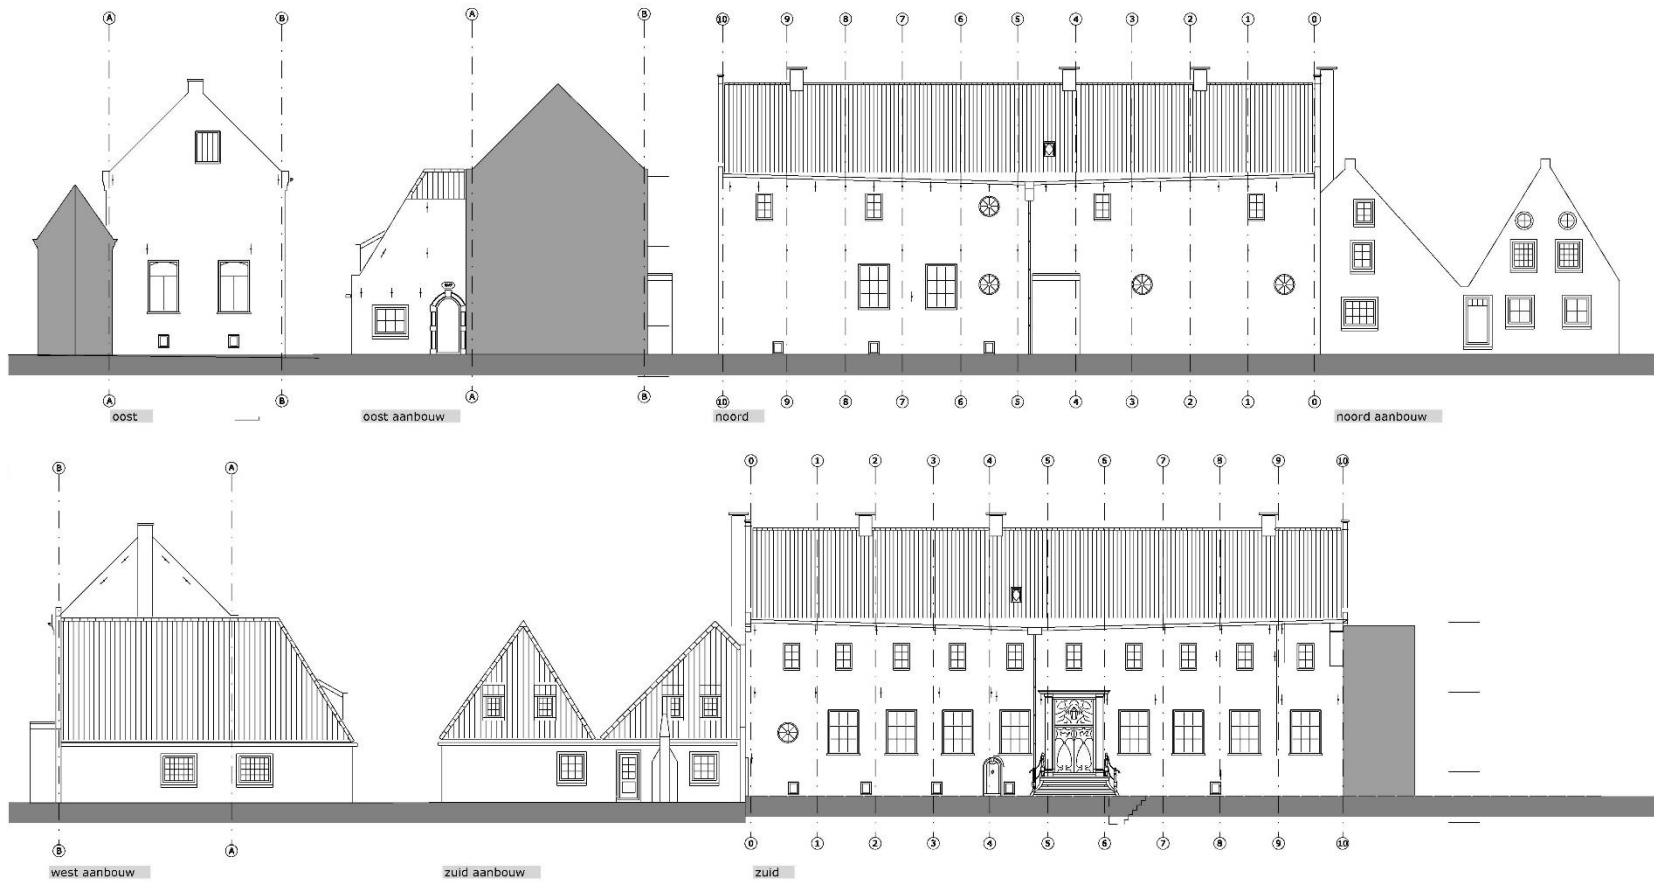 A B A B 10 9 8 7 6 5 4 3 2 1 0
A B A B 10 9 8 7 6 5 4 3 2 1 0
oost oost aanbouw noord noord aanbouw
B A 0 1 2 3 4 5 6 7 8 9 10
B A 0 1 2 3 4 5 6 7 8 9 10
west aanbouw zuid aanbouw zuid